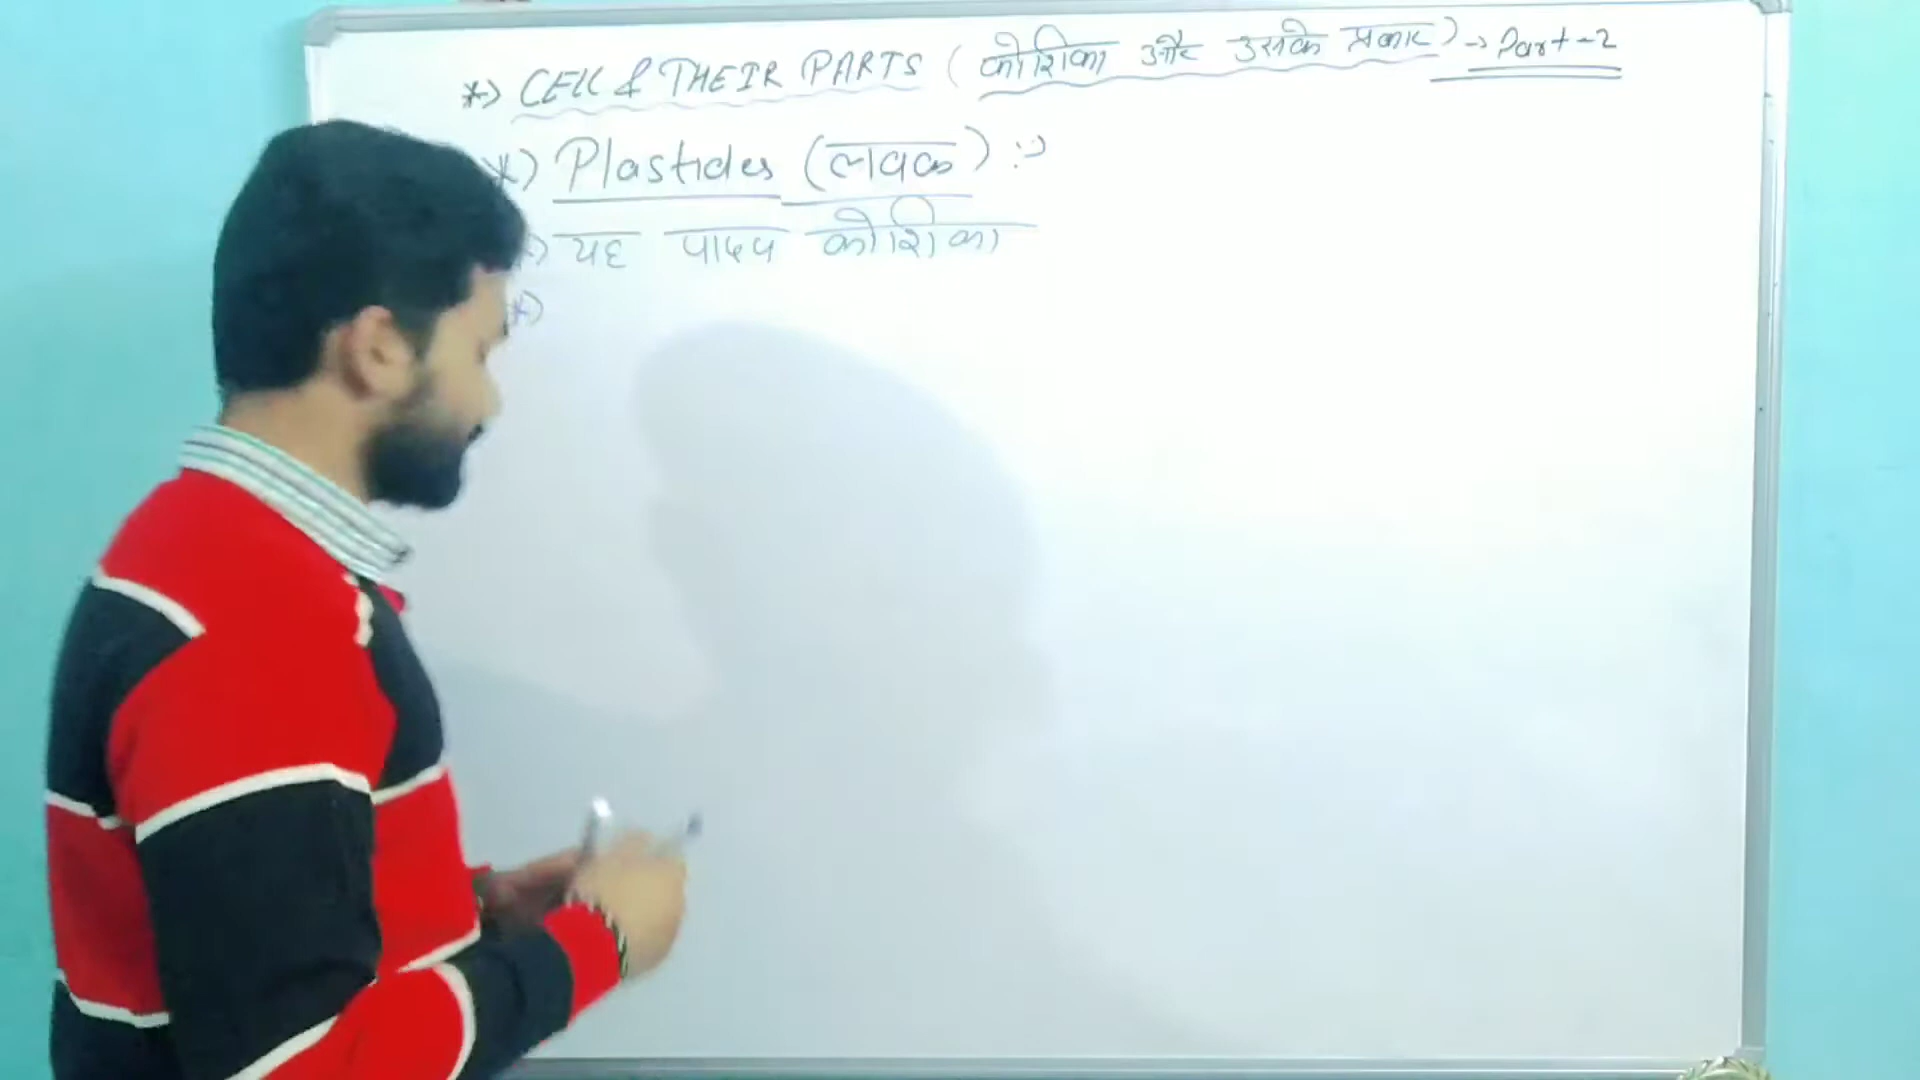 *) CELL & THEIR PARTS (कोशिका और उसके प्रकार) → Part-2
*) Plastides (लवक) :→
*) यह पादप कोशिका
*)